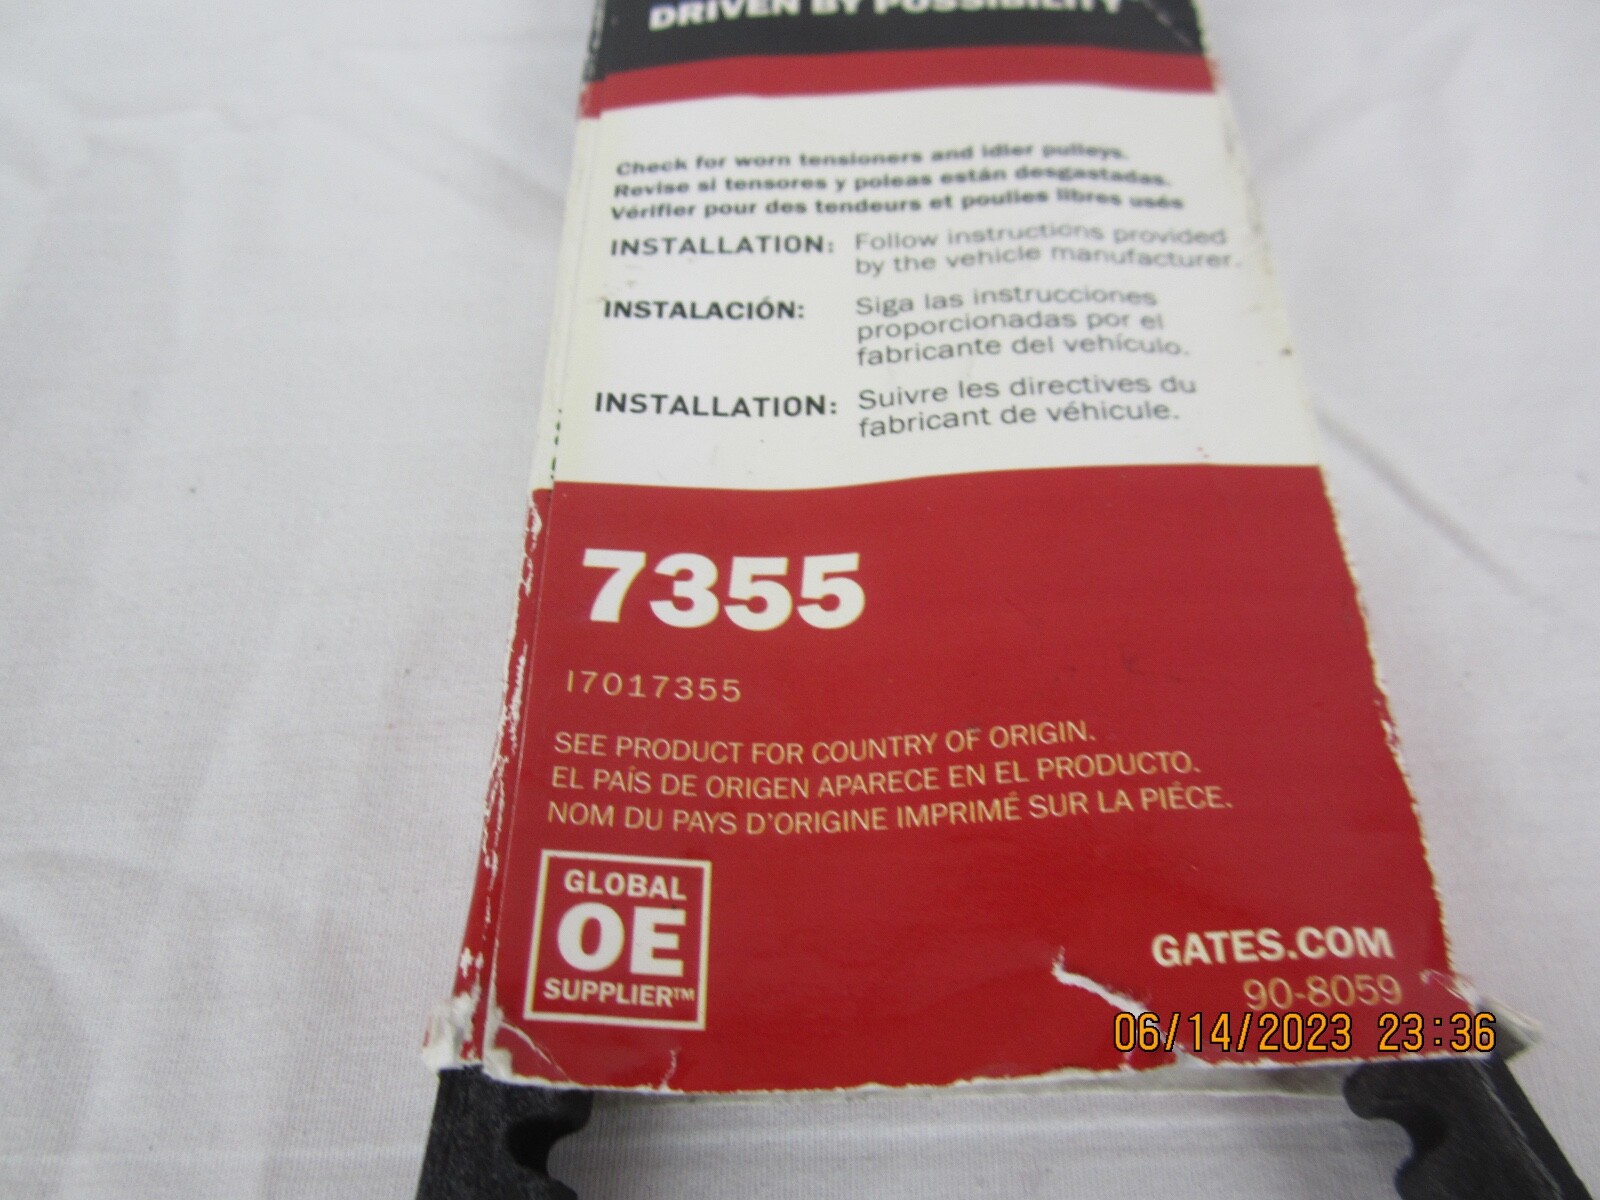 DRIVEN BY POSSIBILITY™
Check for worn tensioners and idler pulleys.
Revise si tensores y poleas están desgastadas.
Vérifier pour des tendeurs et poulies libres usés
INSTALLATION: Follow instructions provided
by the vehicle manufacturer.
INSTALACIÓN: Siga las instrucciones
proporcionadas por el
fabricante del vehículo.
INSTALLATION: Suivre les directives du
fabricant de véhicule.
7355
I7017355
SEE PRODUCT FOR COUNTRY OF ORIGIN.
EL PAÍS DE ORIGEN APARECE EN EL PRODUCTO.
NOM DU PAYS D'ORIGINE IMPRIMÉ SUR LA PIÉCE.
GLOBAL
OE
SUPPLIER™
GATES.COM
90-8059
06/14/2023 23:36